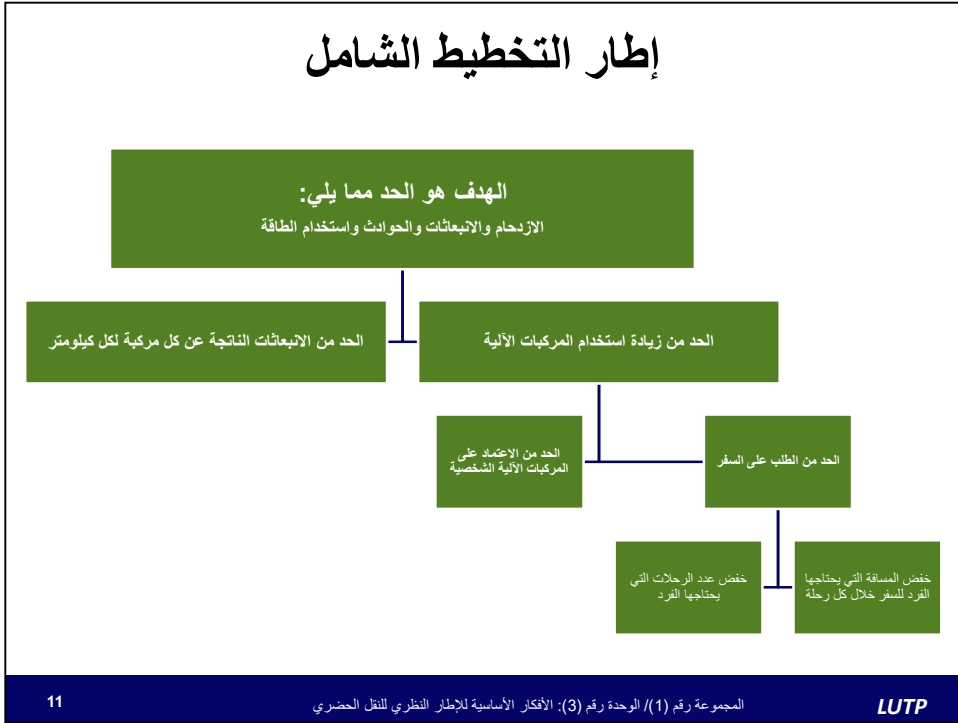 إطار التخطيط الشامل
الهدف هو الحد مما يلي:
الازدحام والانبعاثات والحوادث واستخدام الطاقة
الحد من زيادة استخدام المركبات الآلية
الحد من الانبعاثات الناتجة عن كل مركبة لكل كيلومتر
الحد من الطلب على السفر
الحد من الاعتماد على
المركبات الآلية الشخصية
خفض المسافة التي يحتاجها
الفرد للسفر خلال كل رحلة
خفض عدد الرحلات التي
يحتاجها الفرد
LUTP
المجموعة رقم (1)/ الوحدة رقم (3): الأفكار الأساسية للإطار النظري للنقل الحضري
11